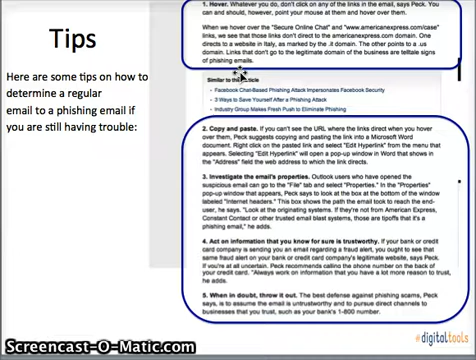 Tips
Here are some tips on how to
determine a regular
email to a phishing email if
you are still having trouble:
1. Hover. Whatever you do, don't click on any of the links in the email, says Peck. You
can and should, however, point your mouse at them and hover over them.
When we hover over the "Secure Online Chat" and "www.americanexpress.com/case"
links, we see that those links don't direct to the americanexpress.com domain. One
directs to a website in Italy, as marked by the .it domain. The other points to a .us
domain. Links that don't go to the legitimate domain of the business are telltale signs
of phishing emails.
Similar to this Article
Facebook Chat-Based Phishing Attack Impersonates Facebook Security
3 Ways to Save Yourself After a Phishing Attack
Industry Group Makes Fresh Push to Eliminate Phishing
2. Copy and paste. If you can't see the URL where the links direct when you hover
over them, Peck suggests copying and pasting the link into a Microsoft Word
document. Right click on the pasted link and select "Edit Hyperlink" from the menu that
appears. Selecting "Edit Hyperlink" will open a pop-up window in Word that shows in
the "Address" field the web address to which the link directs.
3. Investigate the email's properties. Outlook users who have opened the
suspicious email can go to the "File" tab and select "Properties." In the "Properties"
pop-up window that appears, Peck says to look at the box at the bottom of the window
labeled "Internet headers." This box shows the path the email took to reach the end-
user, he says. "Look at the originating systems. If they're not from American Express,
Constant Contact or other trusted email blast systems, those are tipoffs that it's a
phishing email," he adds.
4. Act on information that you know for sure is trustworthy. If your bank or credit
card company is sending you an email regarding a fraud alert, you ought to see that
same fraud alert on your bank or credit card company's legitimate website, says Peck.
If you're at all uncertain, Peck recommends calling the phone number on the back of
your credit card. "Always work on information that you have a lot more reason to trust,
he adds.
5. When in doubt, throw it out. The best defense against phishing scams, Peck
says, is to assume the email is untrustworthy and to pursue direct channels to
businesses that you trust, such as your bank's 1-800 number.
#digitaltools
Screencast-O-Matic.com